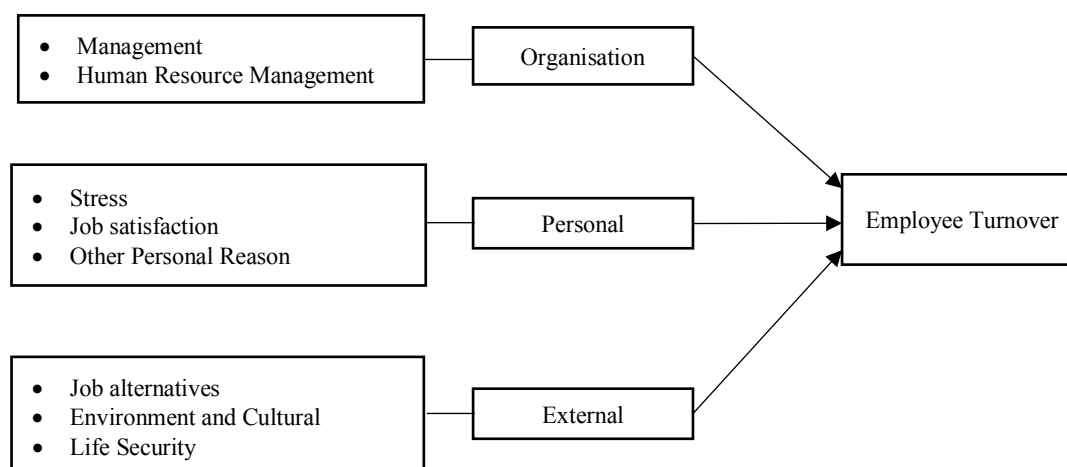 • Management
• Human Resource Management
Organisation
• Stress
• Job satisfaction
• Other Personal Reason
Personal
Employee Turnover
• Job alternatives
• Environment and Cultural
• Life Security
External